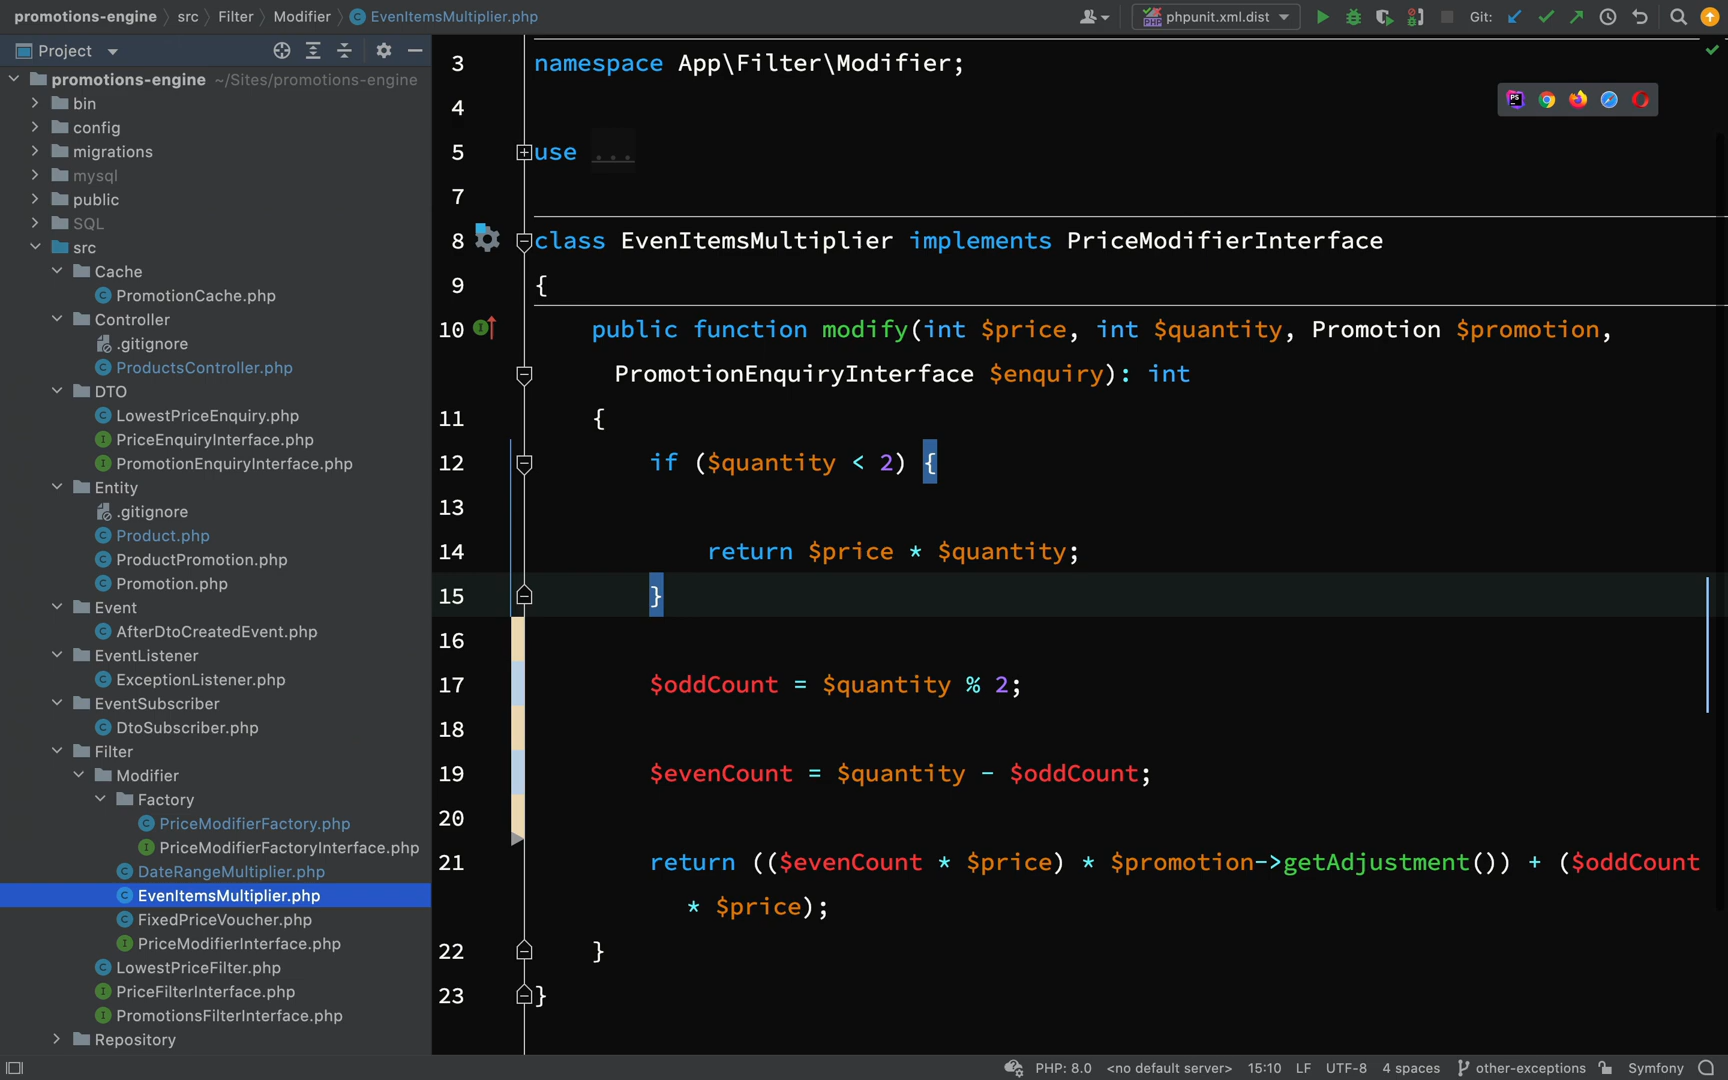 promotions-engine src Filter Modifier EvenItemsMultiplier.php
phpunit.xml.dist Git:
Project
promotions-engine ~/Sites/promotions-engine
bin
config
migrations
mysql
public
SQL
src
Cache
PromotionCache.php
Controller
.gitignore
ProductsController.php
DTO
LowestPriceEnquiry.php
PriceEnquiryInterface.php
PromotionEnquiryInterface.php
Entity
.gitignore
Product.php
ProductPromotion.php
Promotion.php
Event
AfterDtoCreatedEvent.php
EventListener
ExceptionListener.php
EventSubscriber
DtoSubscriber.php
Filter
Modifier
Factory
PriceModifierFactory.php
PriceModifierFactoryInterface.php
DateRangeMultiplier.php
EvenItemsMultiplier.php
FixedPriceVoucher.php
PriceModifierInterface.php
LowestPriceFilter.php
PriceFilterInterface.php
PromotionsFilterInterface.php
Repository
3 namespace App\Filter\Modifier;
4
5 use ...
7
8 class EvenItemsMultiplier implements PriceModifierInterface
9 {
10 public function modify(int $price, int $quantity, Promotion $promotion,
PromotionEnquiryInterface $enquiry): int
11 {
12 if ($quantity < 2) {
13
14 return $price * $quantity;
15 }
16
17 $oddCount = $quantity % 2;
18
19 $evenCount = $quantity - $oddCount;
20
21 return (($evenCount * $price) * $promotion->getAdjustment()) + ($oddCount
* $price);
22 }
23 }
PHP: 8.0 <no default server> 15:10 LF UTF-8 4 spaces other-exceptions Symfony